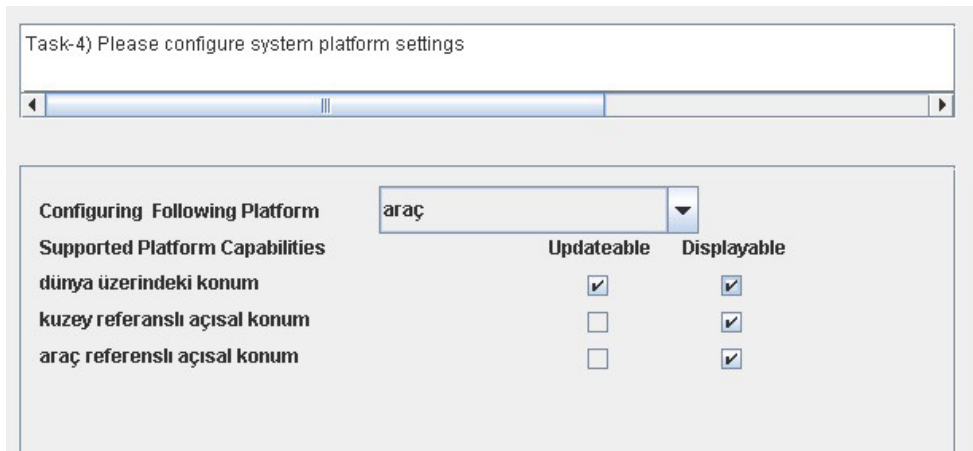 Task-4) Please configure system platform settings
Configuring Following Platform araç
Supported Platform Capabilities Updateable Displayable
dünya üzerindeki konum
kuzey referanslı açısal konum
araç referenslı açısal konum